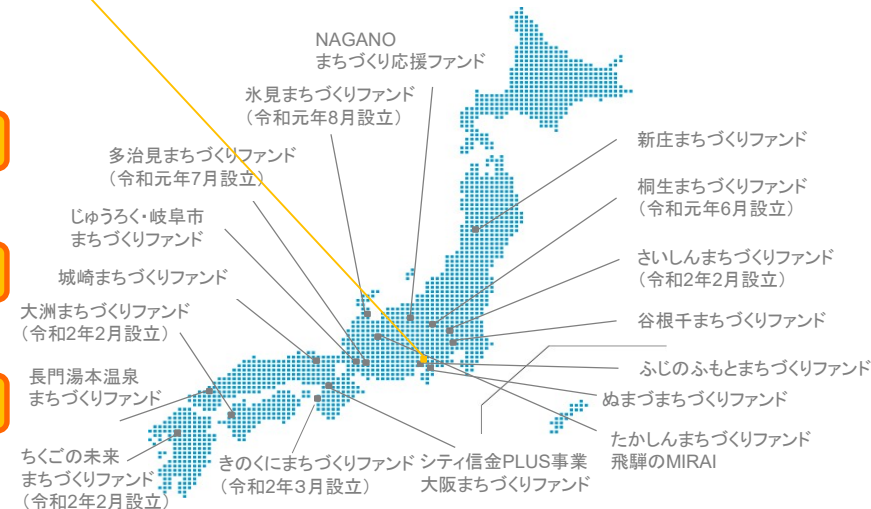 NAGANO
まちづくり応援ファンド
氷見まちづくりファンド
（令和元年8月設立）
多治見まちづくりファンド
（令和元年7月設立）
じゅうろく・岐阜市
まちづくりファンド
城崎まちづくりファンド
大洲まちづくりファンド
（令和2年2月設立）
長門湯本温泉
まちづくりファンド
ちくごの未来
まちづくりファンド
（令和2年2月設立）
きのくにまちづくりファンド
（令和2年3月設立）
シティ信金PLUS事業
大阪まちづくりファンド
新庄まちづくりファンド
桐生まちづくりファンド
（令和元年6月設立）
さいしんまちづくりファンド
（令和2年2月設立）
谷根千まちづくりファンド
ふじのふもとまちづくりファンド
ぬまづまちづくりファンド
たかしんまちづくりファンド
飛騨のMIRAI